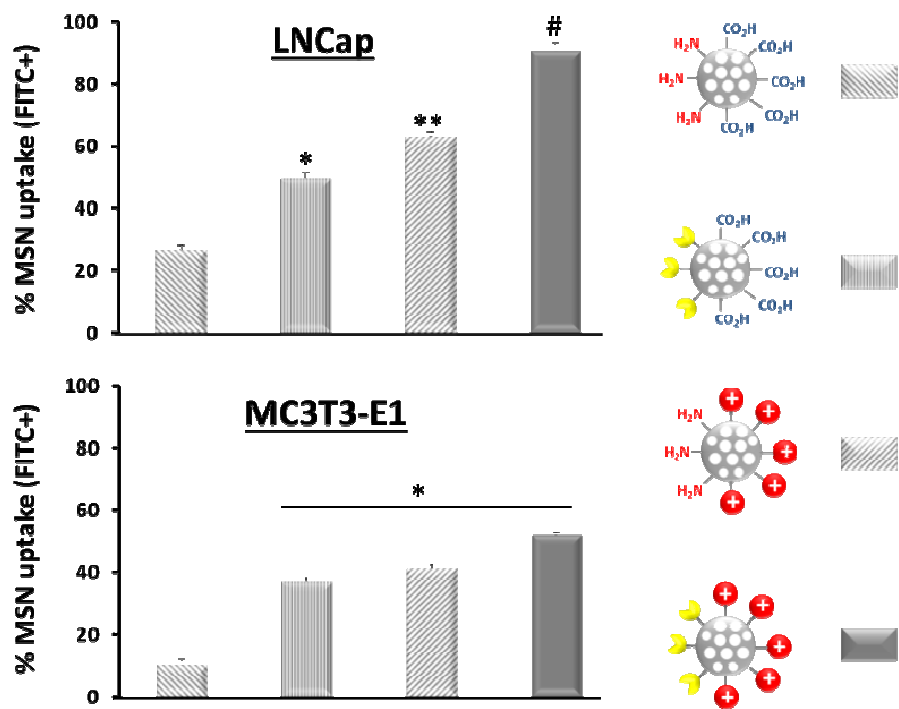 % MSN uptake (FITC+)
100
80
60
40
20
0
LNCap
*
**
#
% MSN uptake (FITC+)
100
80
60
40
20
0
MC3T3-E1
*
CO₂H
H₂N
CO₂H
H₂N
CO₂H
H₂N
CO₂H
CO₂H
CO₂H
CO₂H
CO₂H
CO₂H
CO₂H
+
H₂N
+
H₂N
+
H₂N
+
+
+
+
+
+
+